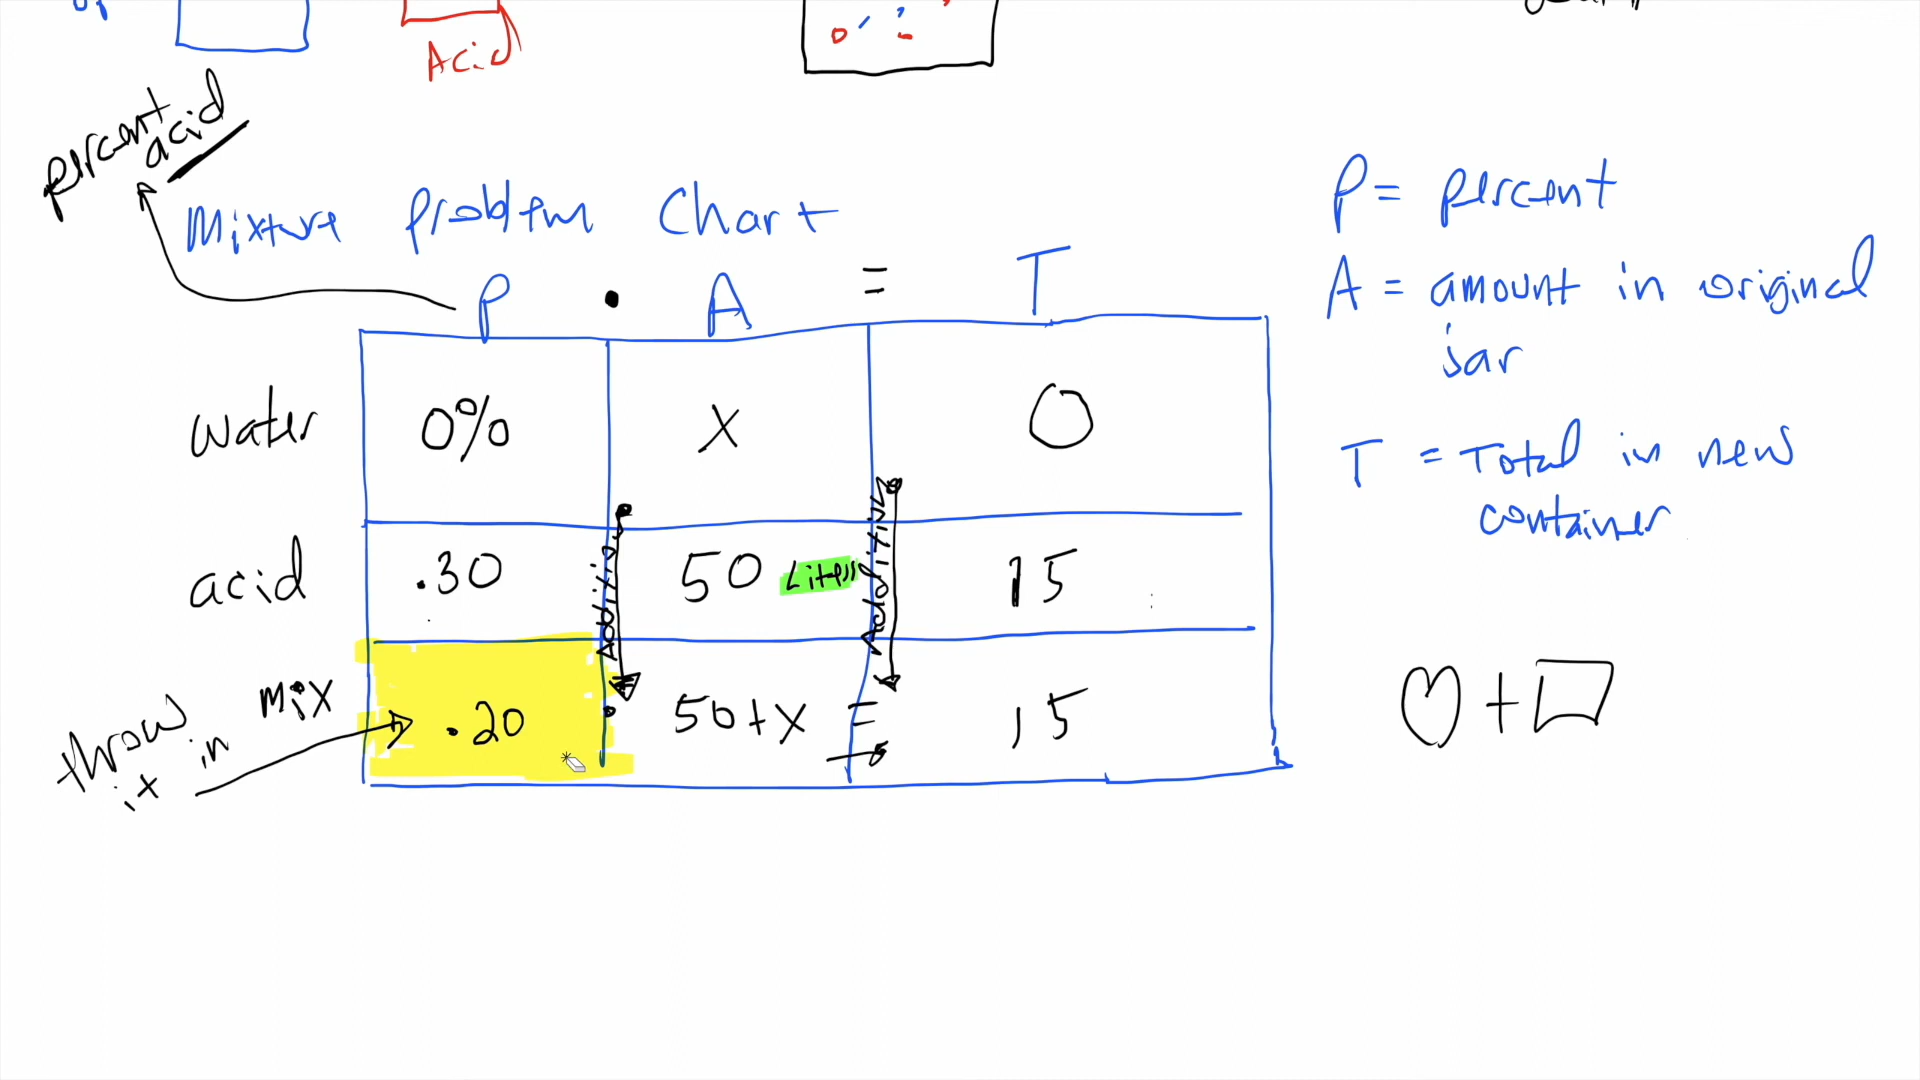 Acid
percent
acid
Mixture Problem Chart
P • A = T
water 0% X 0
acid .30 50 Liters 15
Addition
Additive
mix .20 • 50+X = 15
throw
it in
P = percent
A = amount in original
jar
T = Total in new
container
+